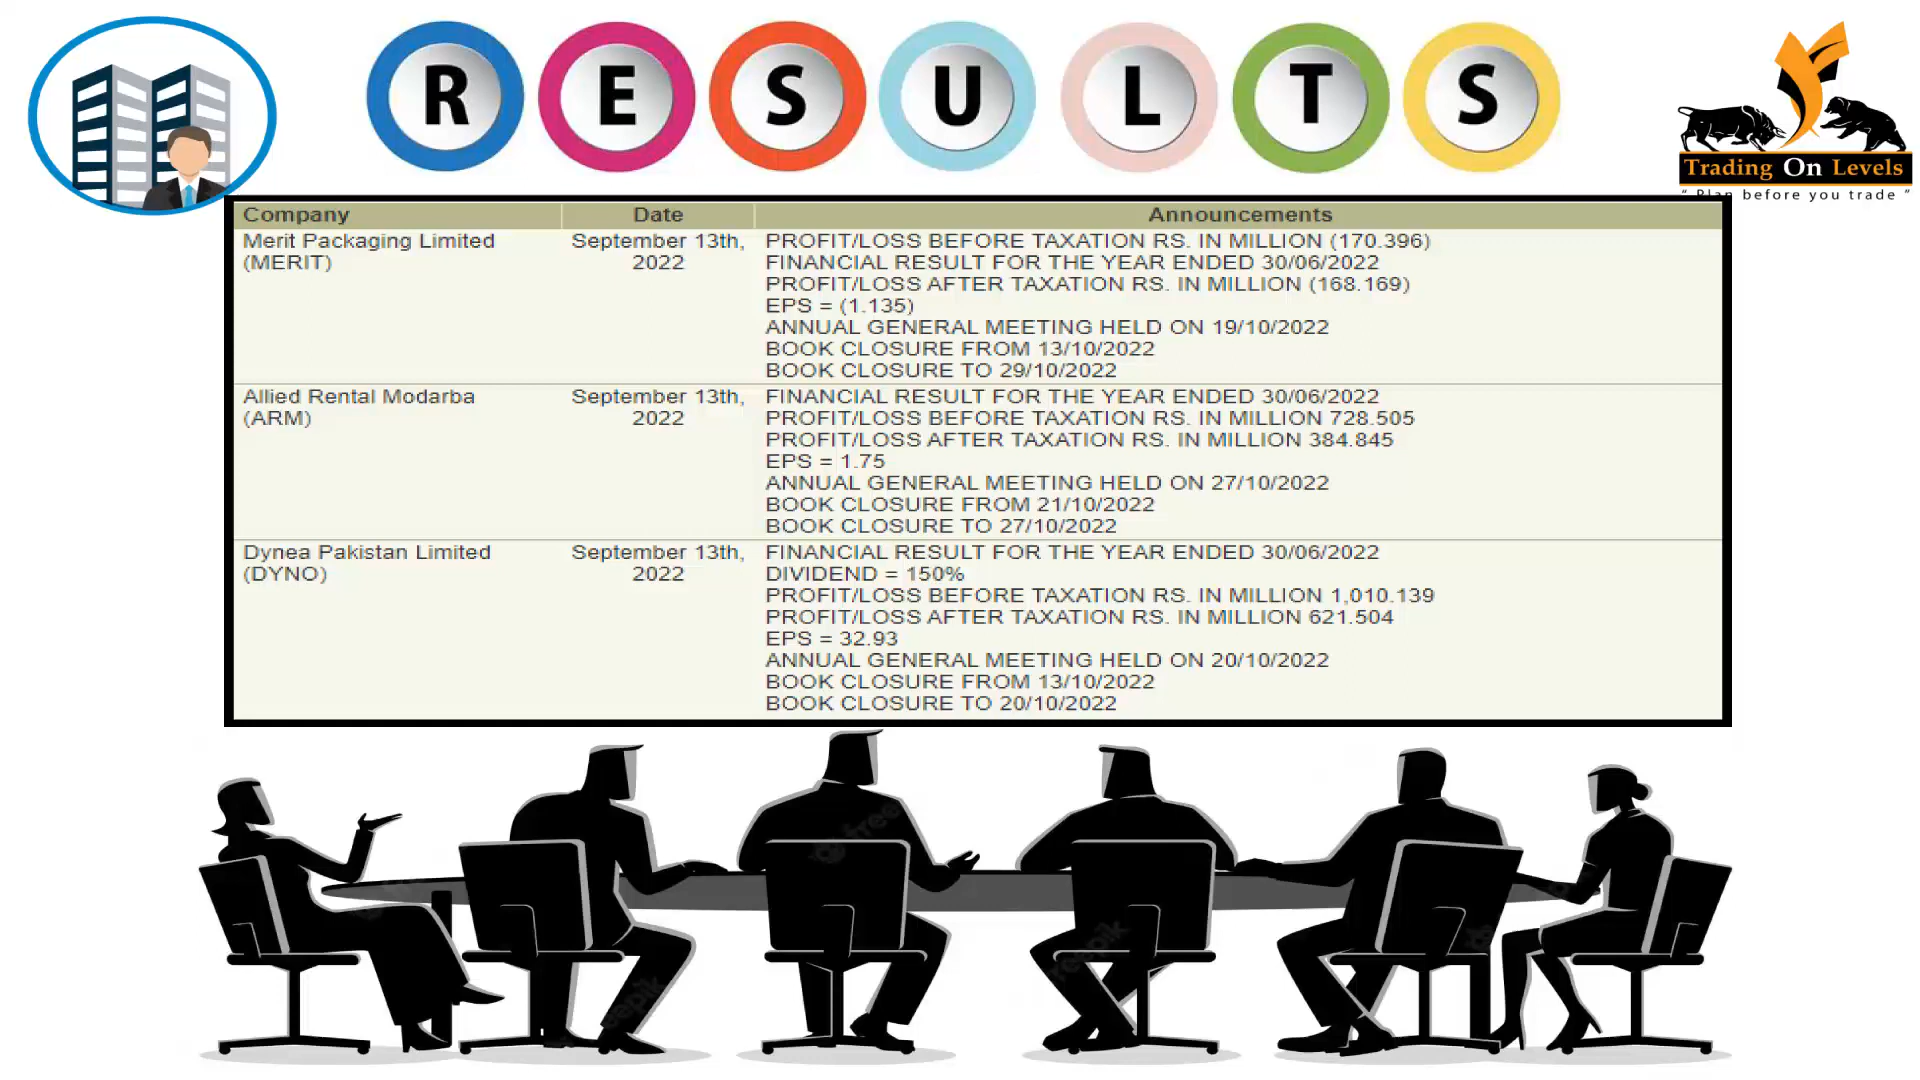 RESULTS
Trading On Levels
“ Plan before you trade ”
Company Date Announcements
Merit Packaging Limited September 13th, PROFIT/LOSS BEFORE TAXATION RS. IN MILLION (170.396)
(MERIT) 2022 FINANCIAL RESULT FOR THE YEAR ENDED 30/06/2022
PROFIT/LOSS AFTER TAXATION RS. IN MILLION (168.169)
EPS = (1.135)
ANNUAL GENERAL MEETING HELD ON 19/10/2022
BOOK CLOSURE FROM 13/10/2022
BOOK CLOSURE TO 29/10/2022
Allied Rental Modarba September 13th, FINANCIAL RESULT FOR THE YEAR ENDED 30/06/2022
(ARM) 2022 PROFIT/LOSS BEFORE TAXATION RS. IN MILLION 728.505
PROFIT/LOSS AFTER TAXATION RS. IN MILLION 384.845
EPS = 1.75
ANNUAL GENERAL MEETING HELD ON 27/10/2022
BOOK CLOSURE FROM 21/10/2022
BOOK CLOSURE TO 27/10/2022
Dynea Pakistan Limited September 13th, FINANCIAL RESULT FOR THE YEAR ENDED 30/06/2022
(DYNO) 2022 DIVIDEND = 150%
PROFIT/LOSS BEFORE TAXATION RS. IN MILLION 1,010.139
PROFIT/LOSS AFTER TAXATION RS. IN MILLION 621.504
EPS = 32.93
ANNUAL GENERAL MEETING HELD ON 20/10/2022
BOOK CLOSURE FROM 13/10/2022
BOOK CLOSURE TO 20/10/2022